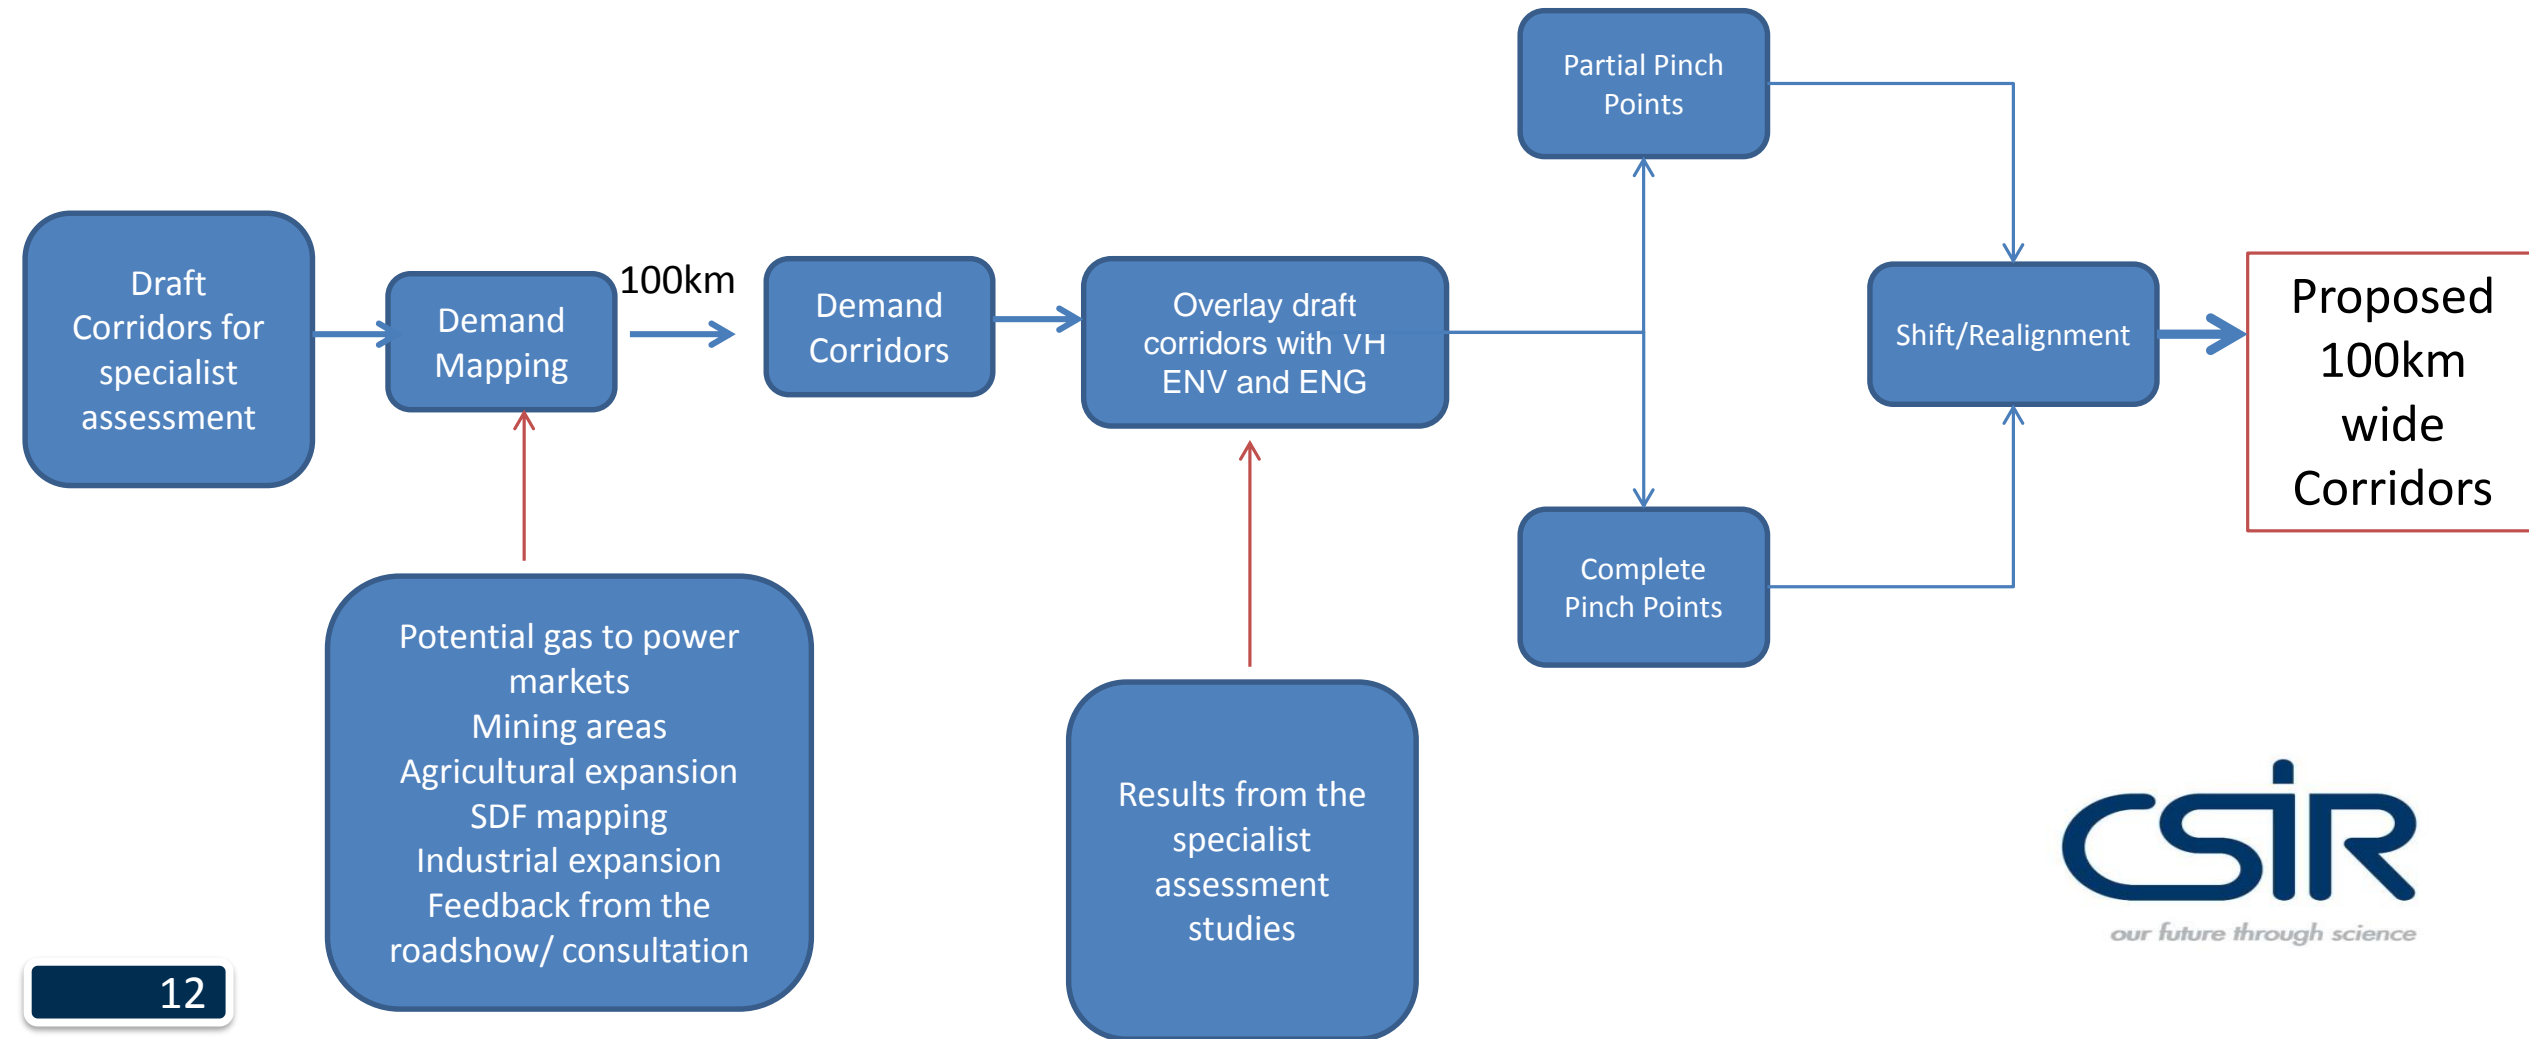 Draft
Corridors for
specialist
assessment
Demand
Mapping
100km
Demand
Corridors
Overlay draft
corridors with VH
ENV and ENG
Partial Pinch
Points
Complete
Pinch Points
Shift/Realignment
Proposed
100km
wide
Corridors
Potential gas to power
markets
Mining areas
Agricultural expansion
SDF mapping
Industrial expansion
Feedback from the
roadshow/ consultation
Results from the
specialist
assessment
studies
CSIR
our future through science
12